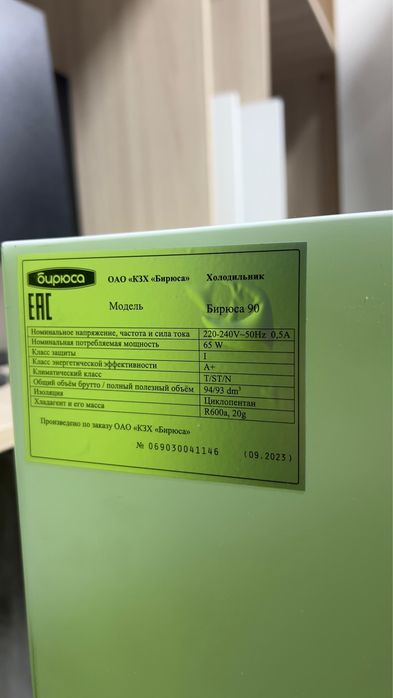 бирюса ОАО «КЗХ «Бирюса» Холодильник
EAC Модель Бирюса 90
Номинальное напряжение, частота и сила тока 220-240V~50Hz 0,5A
Номинальная потребляемая мощность 65 W
Класс защиты I
Класс энергетической эффективности A+
Климатический класс T/ST/N
Общий объём брутто / полный полезный объём 94/93 dm³
Изоляция Циклопентан
Хладагент и его масса R600a, 20g
Произведено по заказу ОАО «КЗХ «Бирюса»
№ 069030041146 (09.2023)